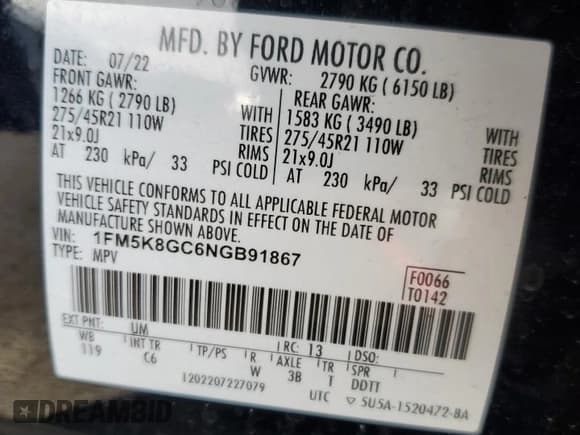 MFD. BY FORD MOTOR CO.
DATE: 07/22 GVWR: 2790 KG ( 6150 LB)
FRONT GAWR: REAR GAWR:
1266 KG ( 2790 LB) WITH 1583 KG ( 3490 LB) WITH
275/45R21 110W TIRES 275/45R21 110W TIRES
21x9.0J RIMS 21x9.0J RIMS
AT 230 kPa/ 33 PSI COLD AT 230 kPa/ 33 PSI COLD
THIS VEHICLE CONFORMS TO ALL APPLICABLE FEDERAL MOTOR
VEHICLE SAFETY STANDARDS IN EFFECT ON THE DATE OF
MANUFACTURE SHOWN ABOVE.
VIN: 1FM5K8GC6NGB91867
TYPE: MPV
F0066
T0142
EXT PNT: UM RC: 13 DSO:
WB INT TR TP/PS R AXLE TR SPR
119 C6 W 3B T DDTT
1202207227079 UTC ▽ 5U5A-1520472-BA
DREAMBID